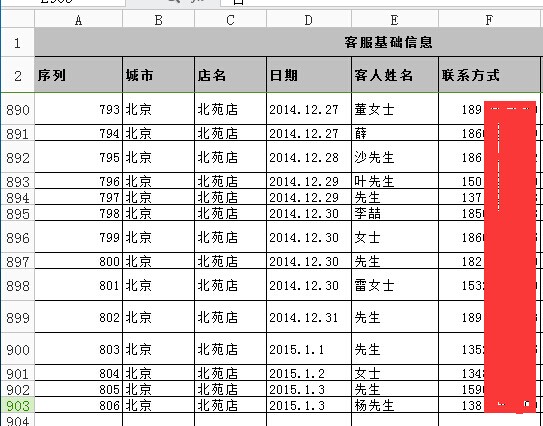 A B C D E F
1 客服基础信息
2 序列 城市 店名 日期 客人姓名 联系方式
890 793 北京 北苑店 2014.12.27 董女士 189
891 794 北京 北苑店 2014.12.27 薛 186
892 795 北京 北苑店 2014.12.28 沙先生 186 2
893 796 北京 北苑店 2014.12.29 叶先生 150
894 797 北京 北苑店 2014.12.29 先生 137
895 798 北京 北苑店 2014.12.30 李喆 185
896 799 北京 北苑店 2014.12.30 女士 186
897 800 北京 北苑店 2014.12.30 先生 182
898 801 北京 北苑店 2014.12.30 雷女士 153
899 802 北京 北苑店 2014.12.31 先生 189
900 803 北京 北苑店 2015.1.1 先生 135
901 804 北京 北苑店 2015.1.2 女士 134
902 805 北京 北苑店 2015.1.3 先生 159
903 806 北京 北苑店 2015.1.3 杨先生 138
904